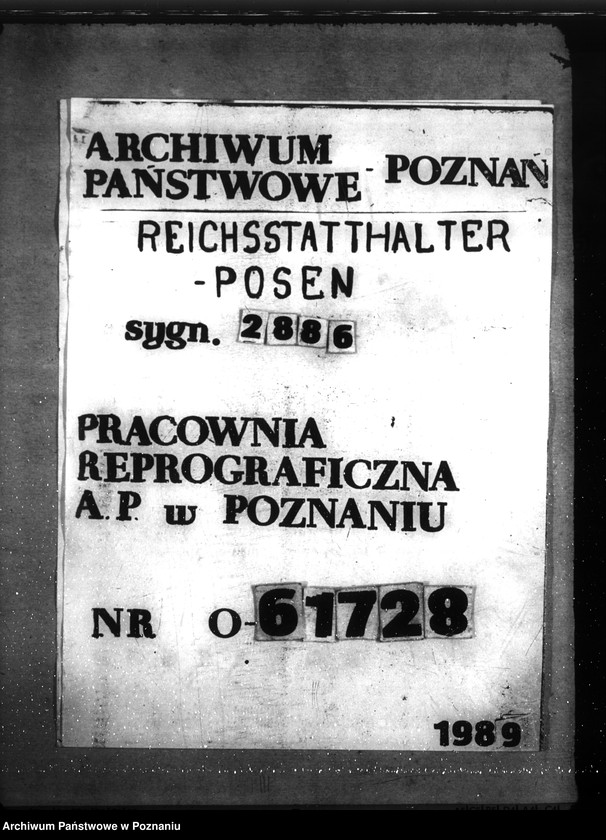 ARCHIWUM
PAŃSTWOWE - POZNAŃ
REICHSSTATTHALTER
-POSEN
sygn. 2886
PRACOWNIA
REPROGRAFICZNA
A.P. w POZNANIU
NR O-61728
1989
Archiwum Państwowe w Poznaniu